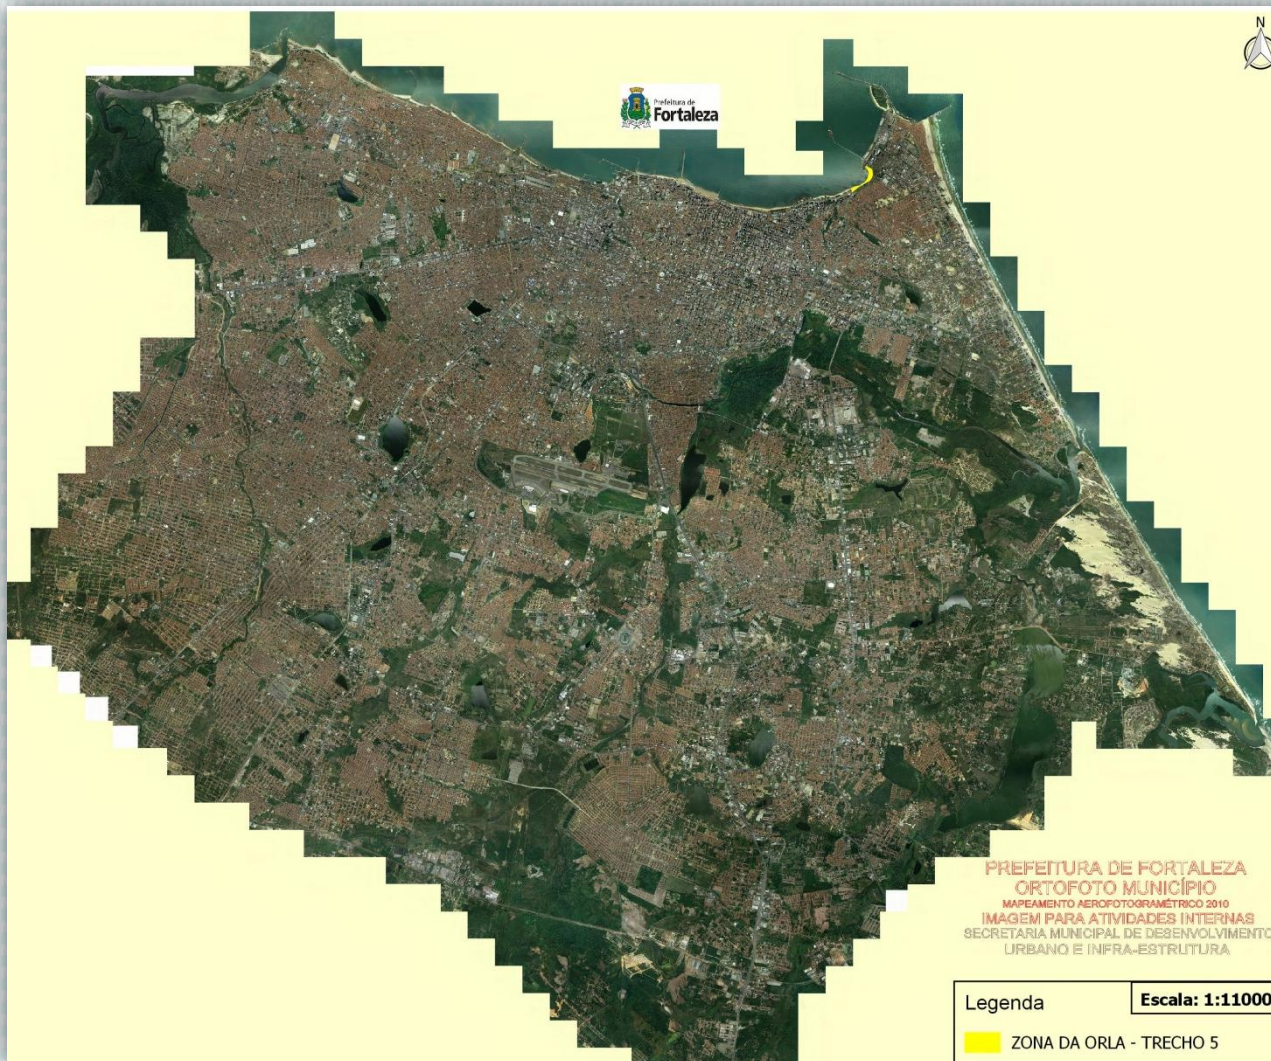 N
Prefeitura de
Fortaleza
PREFEITURA DE FORTALEZA
ORTOFOTO MUNICÍPIO
MAPEAMENTO AEROFOTOGRAMÉTRICO 2010
IMAGEM PARA ATIVIDADES INTERNAS
SECRETARIA MUNICIPAL DE DESENVOLVIMENTO
URBANO E INFRA-ESTRUTURA
Legenda
Escala: 1:11000
ZONA DA ORLA - TRECHO 5